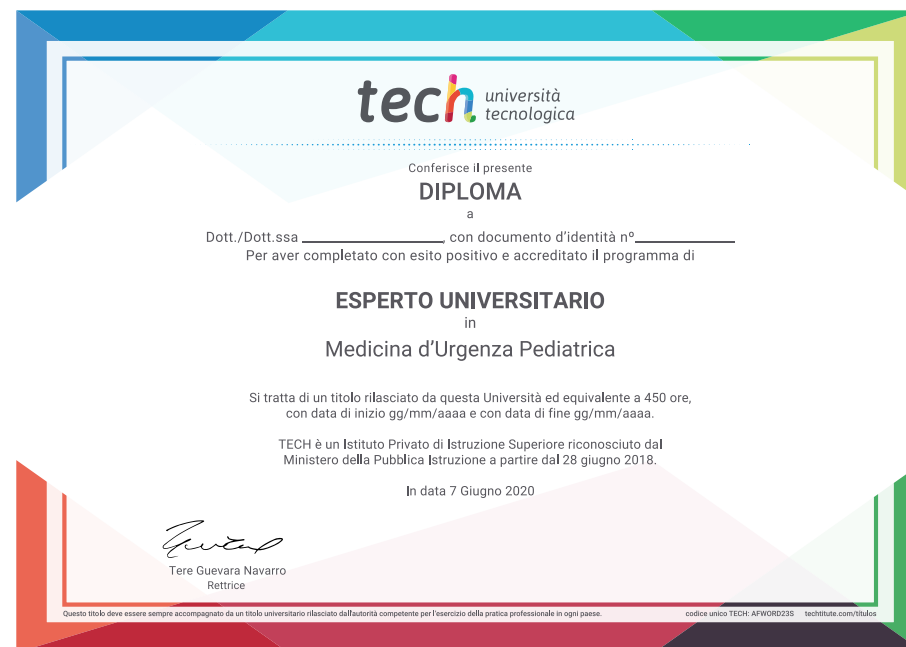 tech università
tecnologica
Conferisce il presente
DIPLOMA
a
Dott./Dott.ssa ____________________, con documento d'identità nº______________
Per aver completato con esito positivo e accreditato il programma di
ESPERTO UNIVERSITARIO
in
Medicina d'Urgenza Pediatrica
Si tratta di un titolo rilasciato da questa Università ed equivalente a 450 ore,
con data di inizio gg/mm/aaaa e con data di fine gg/mm/aaaa.
TECH è un Istituto Privato di Istruzione Superiore riconosciuto dal
Ministero della Pubblica Istruzione a partire dal 28 giugno 2018.
In data 7 Giugno 2020
Tere Guevara Navarro
Rettrice
Questo titolo deve essere sempre accompagnato da un titolo universitario rilasciato dall'autorità competente per l'esercizio della pratica professionale in ogni paese. codice unico TECH: AFWORD23S techtitute.com/titulos